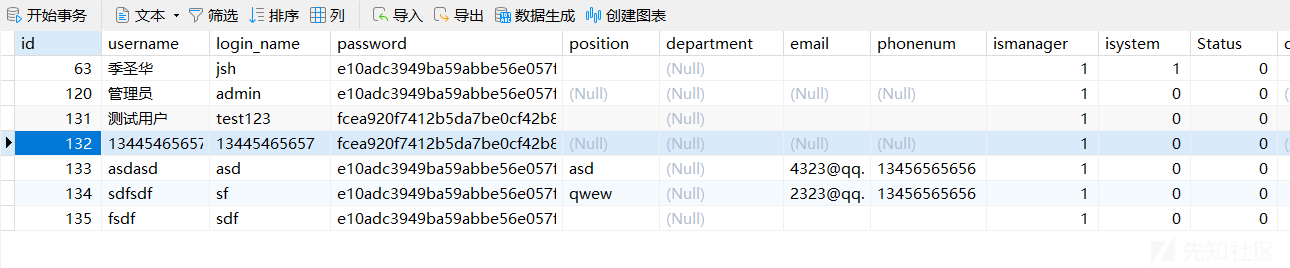 开始事务 文本 筛选 排序 列 导入 导出 数据生成 创建图表
id username login_name password position department email phonenum ismanager isystem Status
63 季圣华 jsh e10adc3949ba59abbe56e057f (Null) 1 1 0
120 管理员 admin e10adc3949ba59abbe56e057f (Null) (Null) (Null) (Null) 1 0 0
131 测试用户 test123 fcea920f7412b5da7be0cf42b8 (Null) 1 0 0
132 13445465657 13445465657 fcea920f7412b5da7be0cf42b8 (Null) (Null) (Null) (Null) 1 0 0
133 asdasd asd e10adc3949ba59abbe56e057f asd (Null) 4323@qq. 13456565656 1 0 0
134 sdfsdf sf e10adc3949ba59abbe56e057f qwew (Null) 2323@qq. 13456565656 1 0 0
135 fsdf sdf e10adc3949ba59abbe56e057f (Null) 1 0 0
先知社区